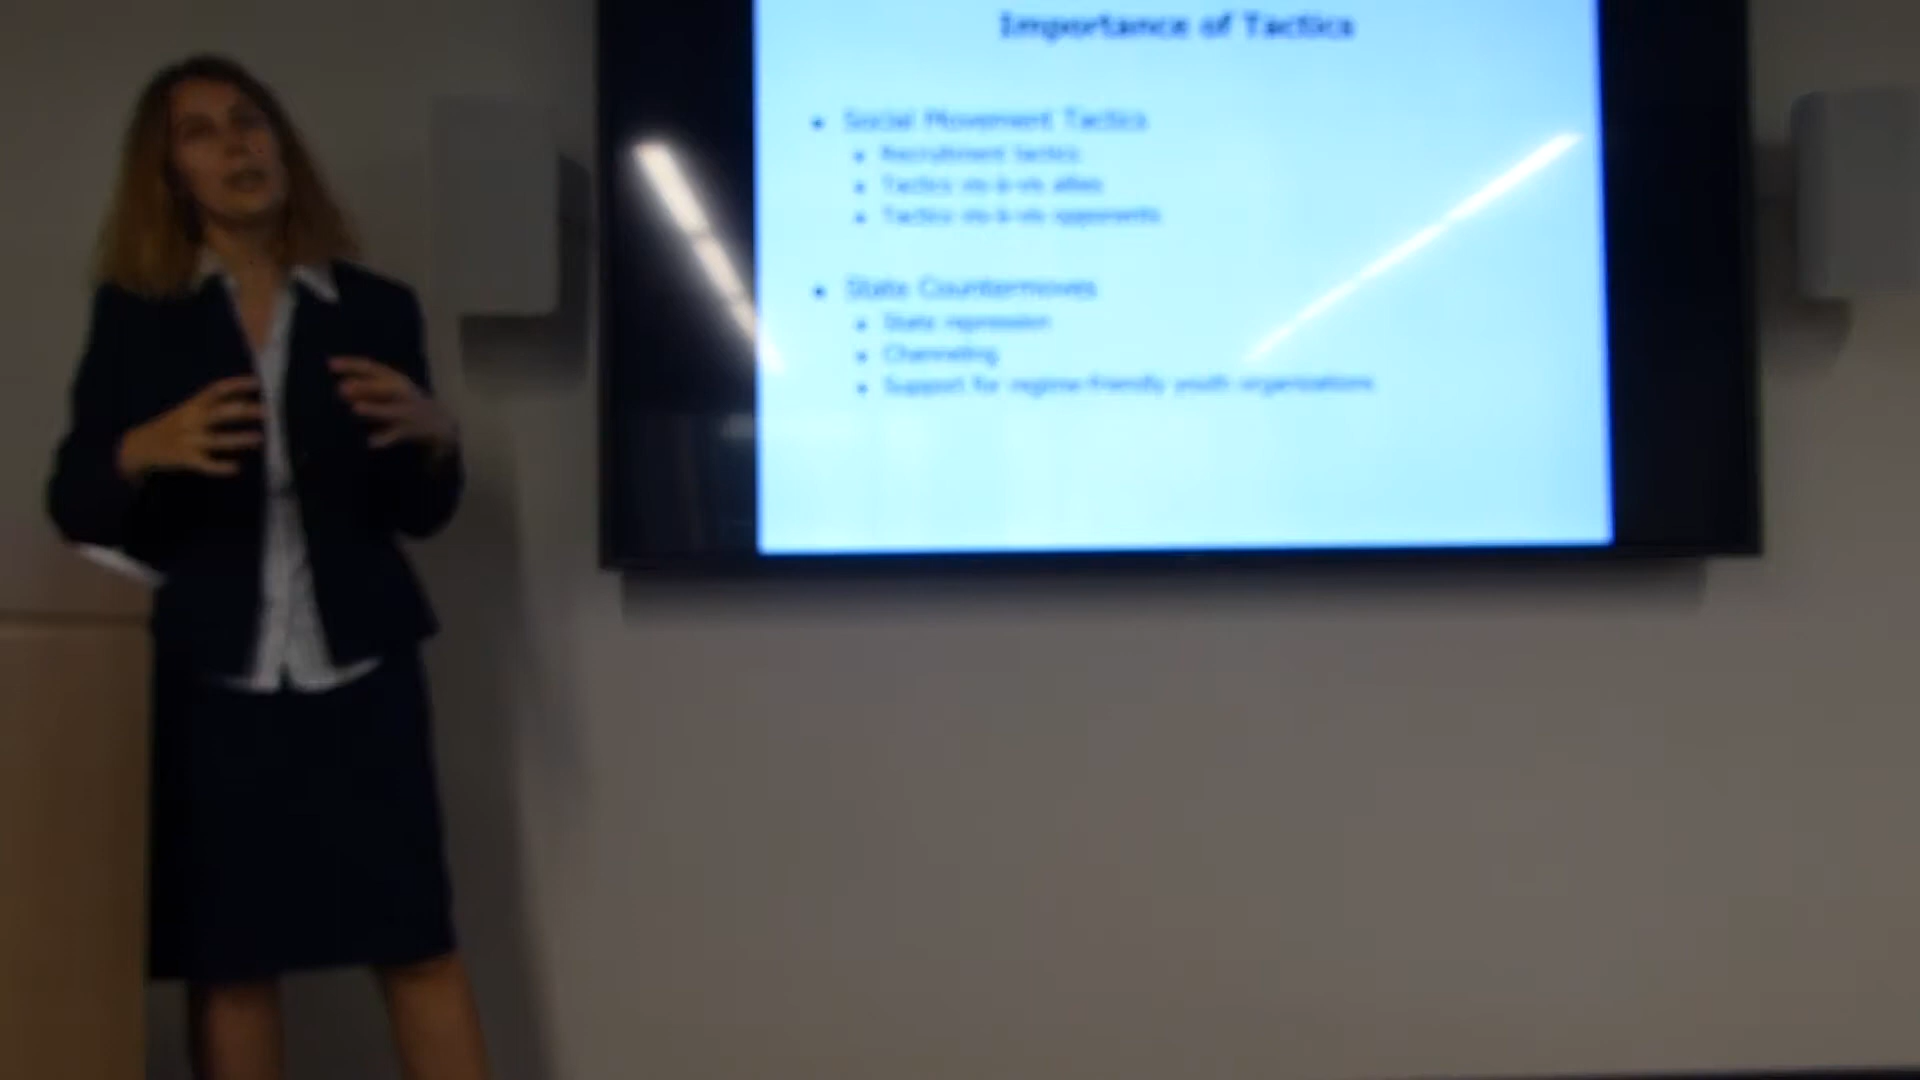 Importance of Tactics
• Social Movement Tactics
• Recruitment tactics
• Tactics vis-à-vis allies
• Tactics vis-à-vis opponents
• State Countermoves
• State repression
• Channeling
• Support for regime-friendly youth organizations